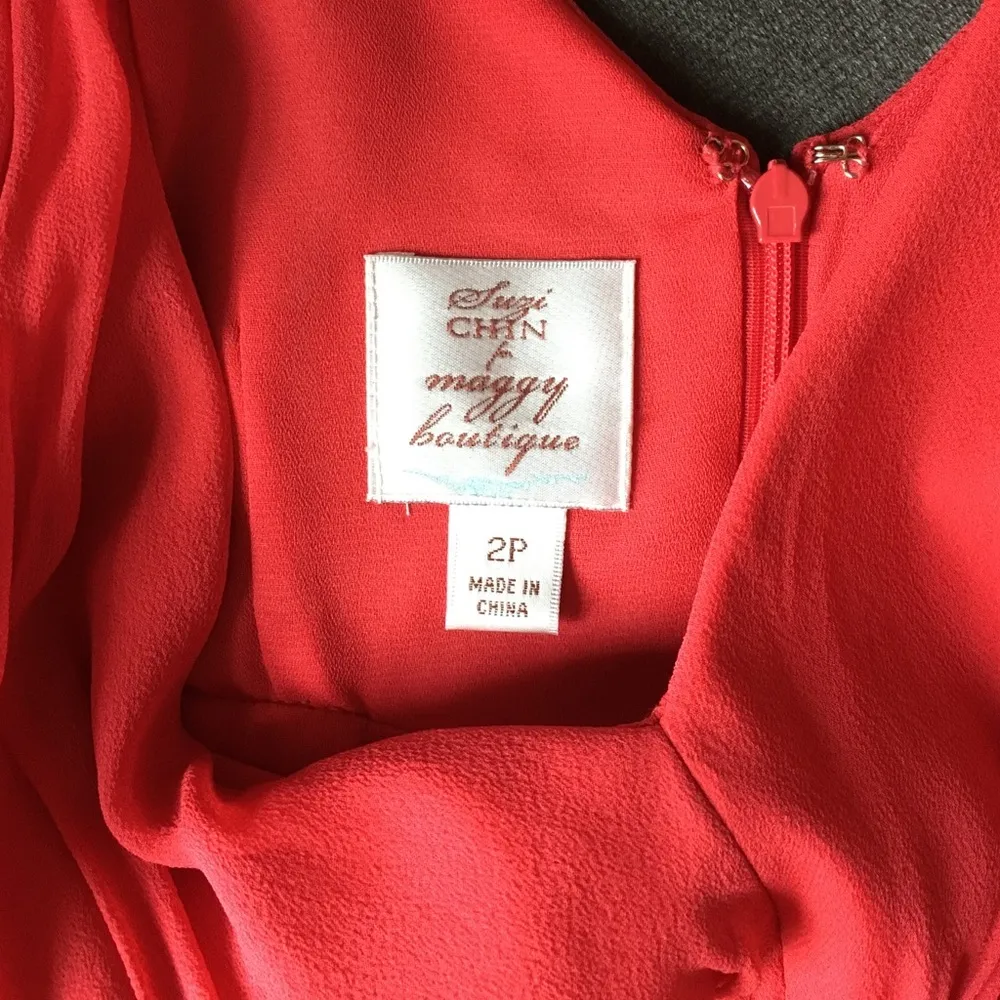 Suzi
CHIN
for
maggy
boutique
2P
MADE IN
CHINA